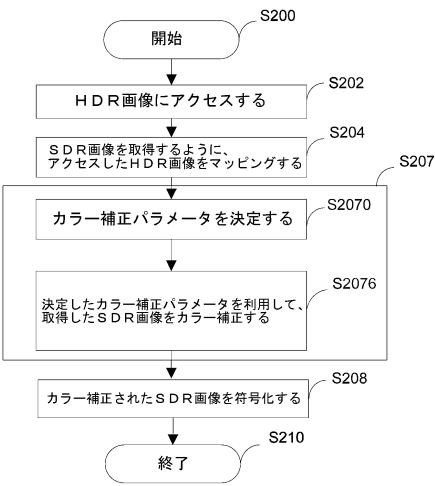 S200
開始
S202
HDR画像にアクセスする
S204
SDR画像を取得するように、
アクセスしたHDR画像をマッピングする
S207
S2070
カラー補正パラメータを決定する
S2076
決定したカラー補正パラメータを利用して、
取得したSDR画像をカラー補正する
S208
カラー補正されたSDR画像を符号化する
S210
終了